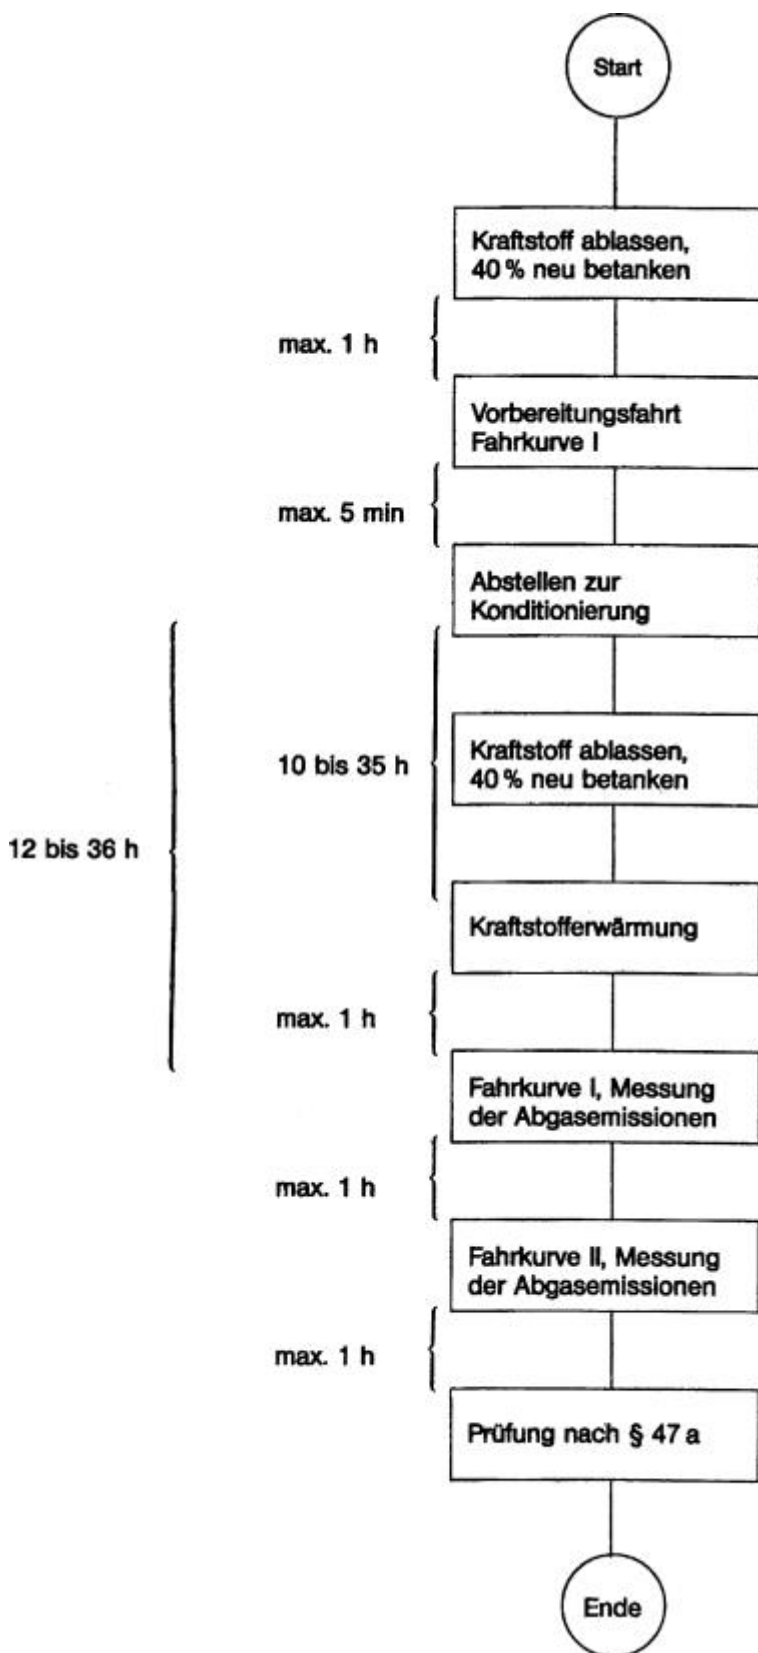 Start
Kraftstoff ablassen,
40 % neu betanken
max. 1 h
Vorbereitungsfahrt
Fahrkurve I
max. 5 min
Abstellen zur
Konditionierung
Kraftstoff ablassen,
40 % neu betanken
10 bis 35 h
12 bis 36 h
Kraftstofferwärmung
max. 1 h
Fahrkurve I, Messung
der Abgasemissionen
max. 1 h
Fahrkurve II, Messung
der Abgasemissionen
max. 1 h
Prüfung nach § 47 a
Ende